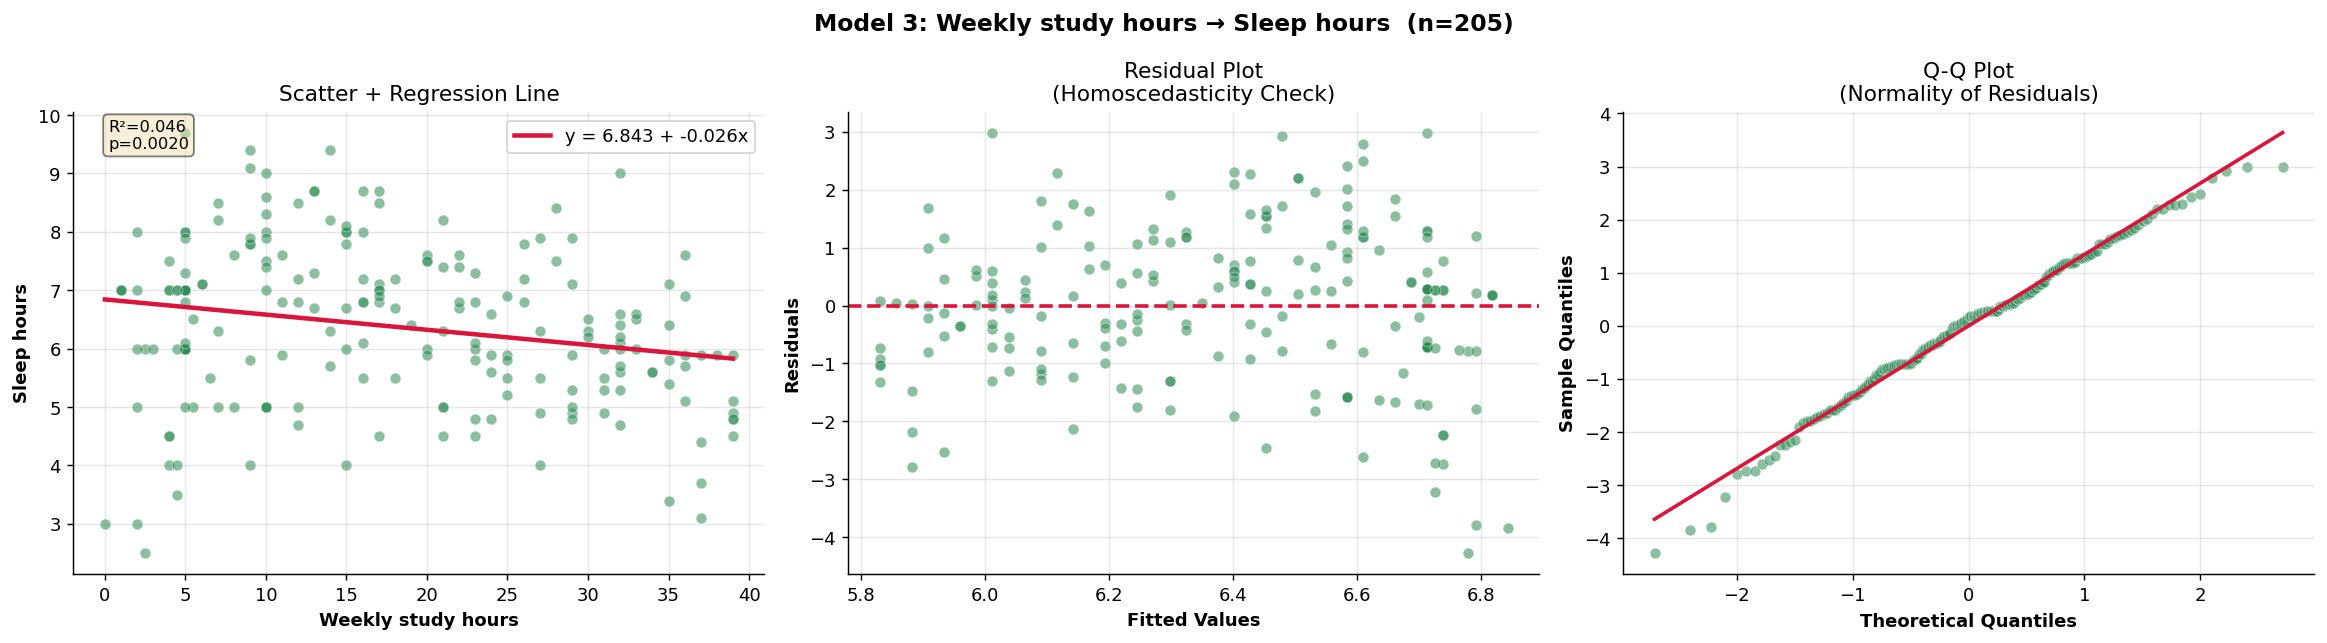 Model 3: Weekly study hours → Sleep hours  (n=205)
Scatter + Regression Line
R²=0.046
p=0.0020
y = 6.843 + -0.026x
10
9
8
7
6
5
4
3
Sleep hours
0 5 10 15 20 25 30 35 40
Weekly study hours
Residual Plot
(Homoscedasticity Check)
3
2
1
0
−1
−2
−3
−4
Residuals
5.8 6.0 6.2 6.4 6.6 6.8
Fitted Values
Q-Q Plot
(Normality of Residuals)
4
3
2
1
0
−1
−2
−3
−4
Sample Quantiles
−2 −1 0 1 2
Theoretical Quantiles